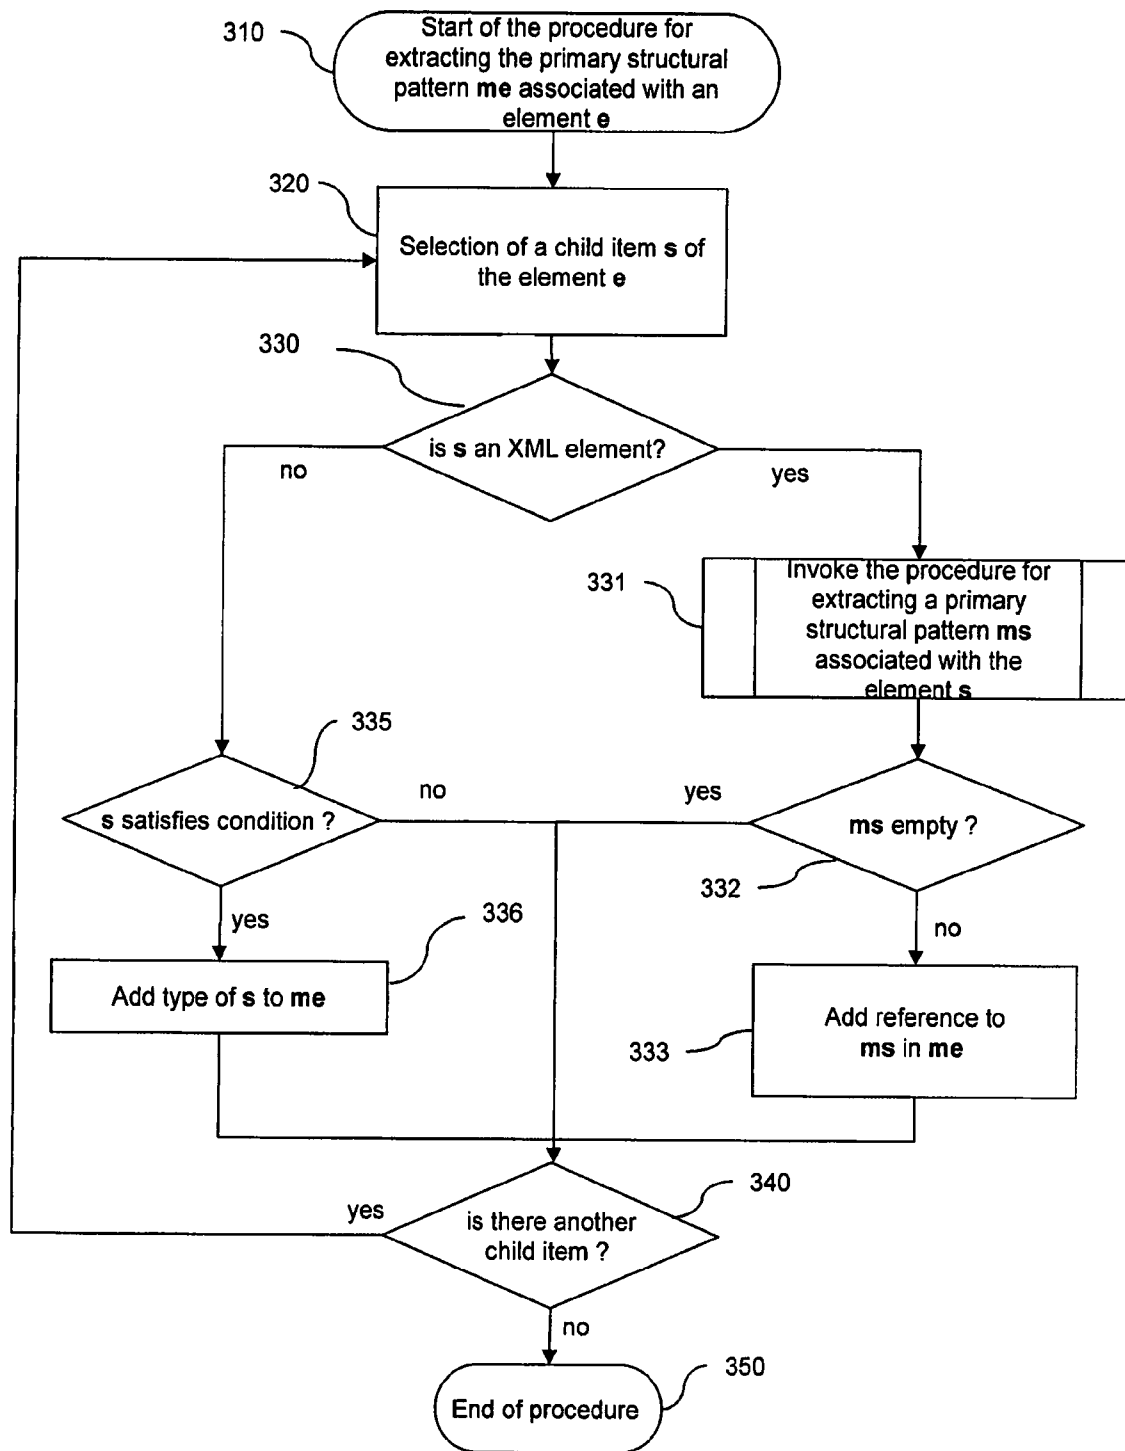 310
Start of the procedure for
extracting the primary structural
pattern me associated with an
element e
320
Selection of a child item s of
the element e
330
is s an XML element?
no
yes
331
Invoke the procedure for
extracting a primary
structural pattern ms
associated with the
element s
335
s satisfies condition ?
no
yes
ms empty ?
332
yes
336
no
Add type of s to me
Add reference to
ms in me
333
340
yes
is there another
child item ?
no
350
End of procedure